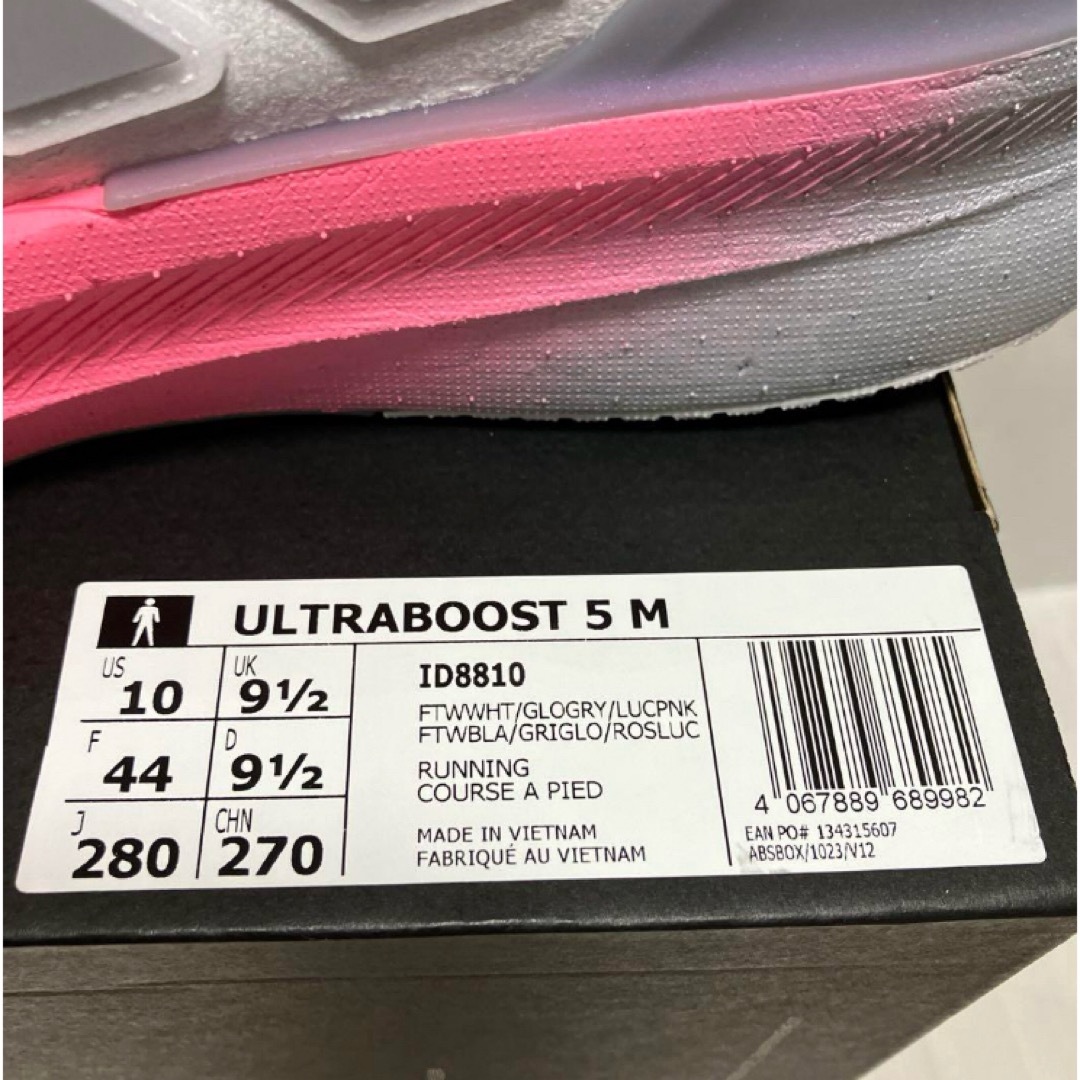 ULTRABOOST 5 M
US
10
UK
9½
F
44
D
9½
J
280
CHN
270
ID8810
FTWWHT/GLOGRY/LUCPNK
FTWBLA/GRIGLO/ROSLUC
RUNNING
COURSE A PIED
MADE IN VIETNAM
FABRIQUÉ AU VIETNAM
4 067889 689982
EAN PO# 134315607
ABSBOX/1023/V12